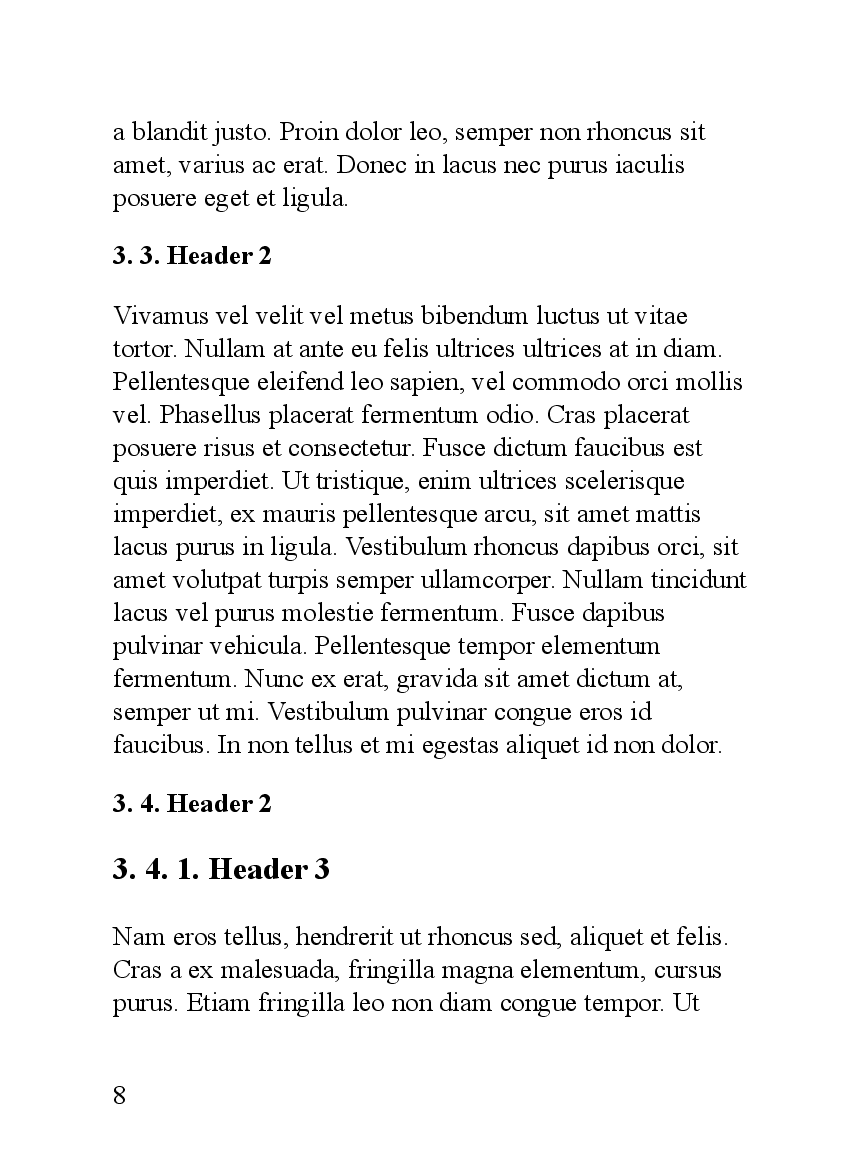 a blandit justo. Proin dolor leo, semper non rhoncus sit
amet, varius ac erat. Donec in lacus nec purus iaculis
posuere eget et ligula.
3. 3. Header 2
Vivamus vel velit vel metus bibendum luctus ut vitae
tortor. Nullam at ante eu felis ultrices ultrices at in diam.
Pellentesque eleifend leo sapien, vel commodo orci mollis
vel. Phasellus placerat fermentum odio. Cras placerat
posuere risus et consectetur. Fusce dictum faucibus est
quis imperdiet. Ut tristique, enim ultrices scelerisque
imperdiet, ex mauris pellentesque arcu, sit amet mattis
lacus purus in ligula. Vestibulum rhoncus dapibus orci, sit
amet volutpat turpis semper ullamcorper. Nullam tincidunt
lacus vel purus molestie fermentum. Fusce dapibus
pulvinar vehicula. Pellentesque tempor elementum
fermentum. Nunc ex erat, gravida sit amet dictum at,
semper ut mi. Vestibulum pulvinar congue eros id
faucibus. In non tellus et mi egestas aliquet id non dolor.
3. 4. Header 2
3. 4. 1. Header 3
Nam eros tellus, hendrerit ut rhoncus sed, aliquet et felis.
Cras a ex malesuada, fringilla magna elementum, cursus
purus. Etiam fringilla leo non diam congue tempor. Ut
8